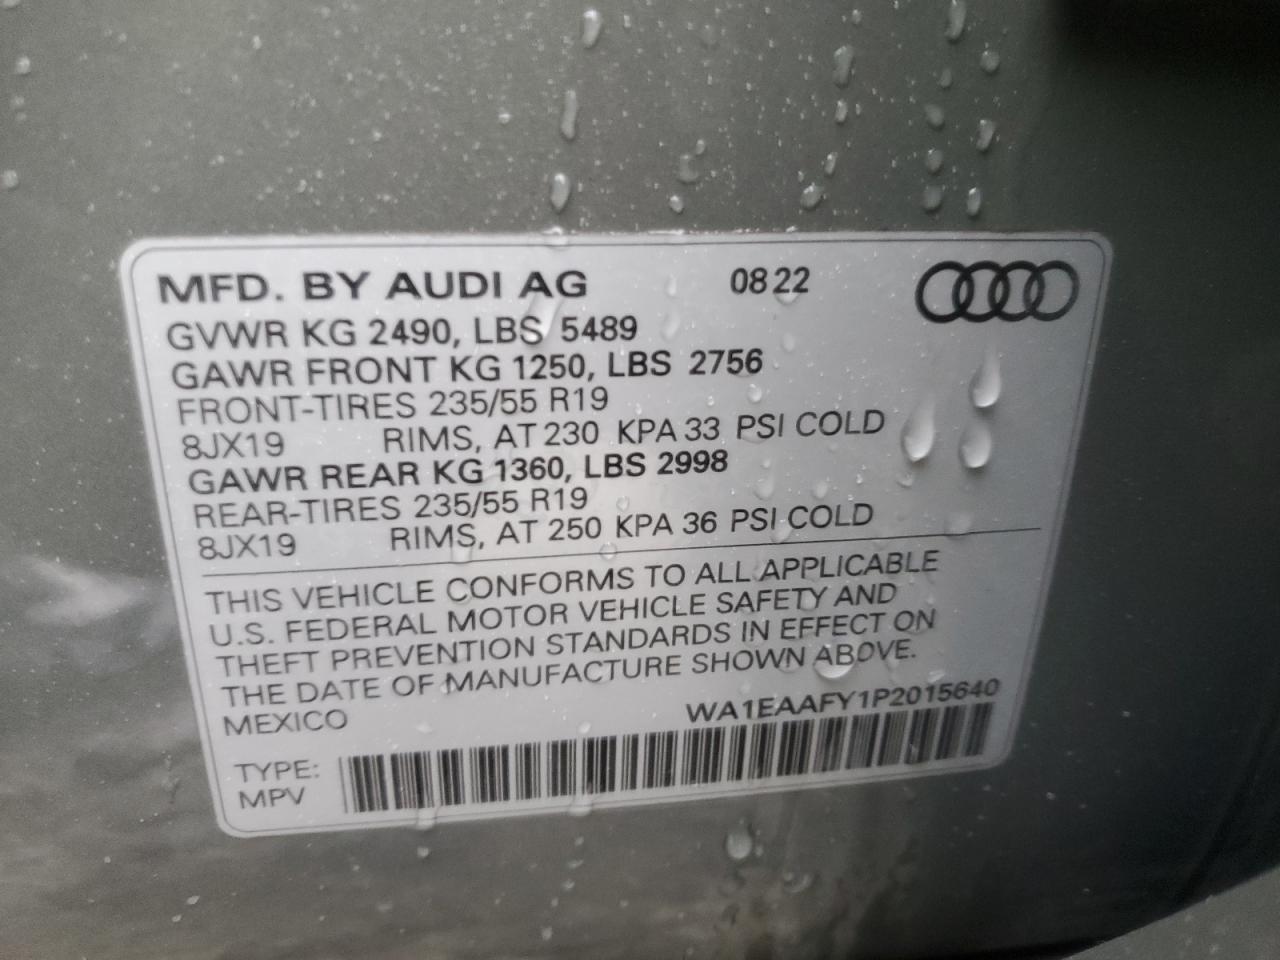 MFD. BY AUDI AG 08 22
GVWR KG 2490, LBS 5489
GAWR FRONT KG 1250, LBS 2756
FRONT-TIRES 235/55 R19
8JX19 RIMS, AT 230 KPA 33 PSI COLD
GAWR REAR KG 1360, LBS 2998
REAR-TIRES 235/55 R19
8JX19 RIMS, AT 250 KPA 36 PSI COLD
THIS VEHICLE CONFORMS TO ALL APPLICABLE
U.S. FEDERAL MOTOR VEHICLE SAFETY AND
THEFT PREVENTION STANDARDS IN EFFECT ON
THE DATE OF MANUFACTURE SHOWN ABOVE.
MEXICO WA1EAAFY1P2015640
TYPE:
MPV